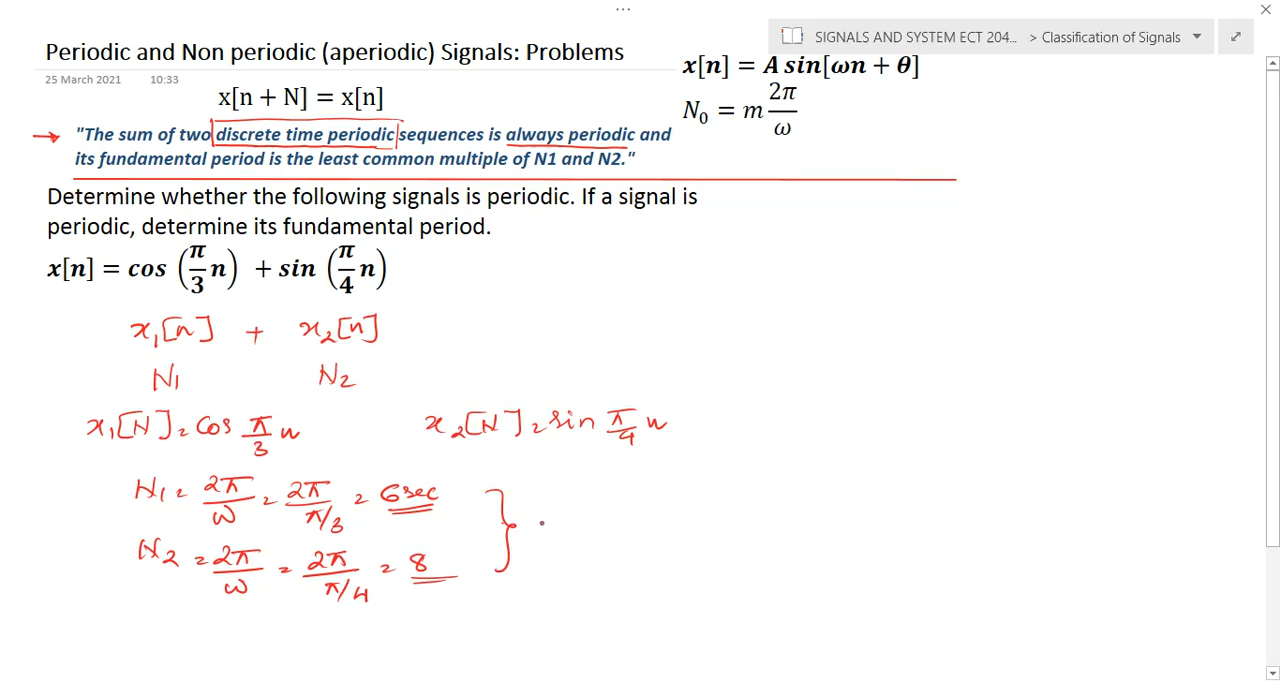 ...
SIGNALS AND SYSTEM ECT 204... > Classification of Signals
Periodic and Non periodic (aperiodic) Signals: Problems
25 March 2021 10:33
x[n + N] = x[n]
x[n] = A sin[ωn + θ]
N₀ = m 2π/ω
"The sum of two discrete time periodic sequences is always periodic and
its fundamental period is the least common multiple of N1 and N2."
Determine whether the following signals is periodic. If a signal is
periodic, determine its fundamental period.
x[n] = cos (π/3 n) + sin (π/4 n)
x₁[n] + x₂[n]
N₁ N₂
x₁[N] = cos π/3 n x₂[N] = sin π/4 n
N₁ = 2π/ω = 2π/π/3 = 6sec
N₂ = 2π/ω = 2π/π/4 = 8